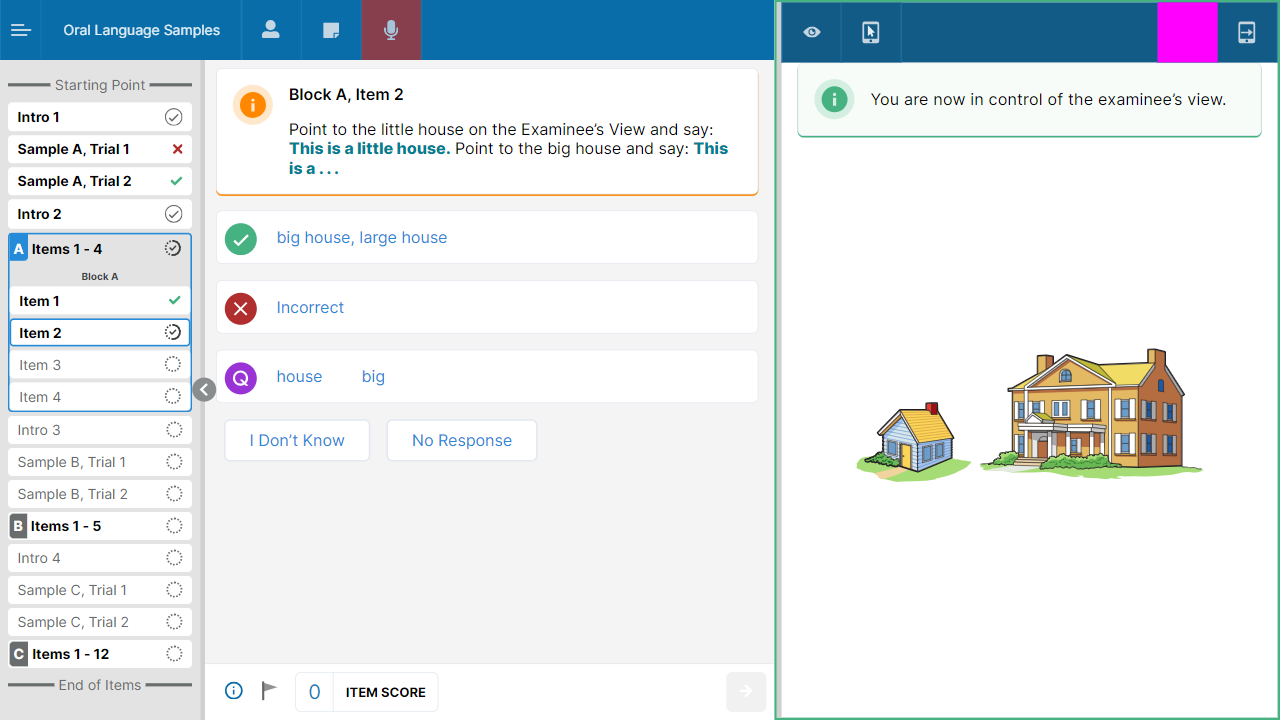 Oral Language Samples
Starting Point
Intro 1
Sample A, Trial 1
Sample A, Trial 2
Intro 2
A Items 1 - 4
Block A
Item 1
Item 2
Item 3
Item 4
Intro 3
Sample B, Trial 1
Sample B, Trial 2
B Items 1 - 5
Intro 4
Sample C, Trial 1
Sample C, Trial 2
C Items 1 - 12
End of Items
Block A, Item 2
Point to the little house on the Examinee’s View and say:
This is a little house. Point to the big house and say: This
is a . . .
big house, large house
Incorrect
Q house big
I Don’t Know No Response
0 ITEM SCORE
You are now in control of the examinee’s view.